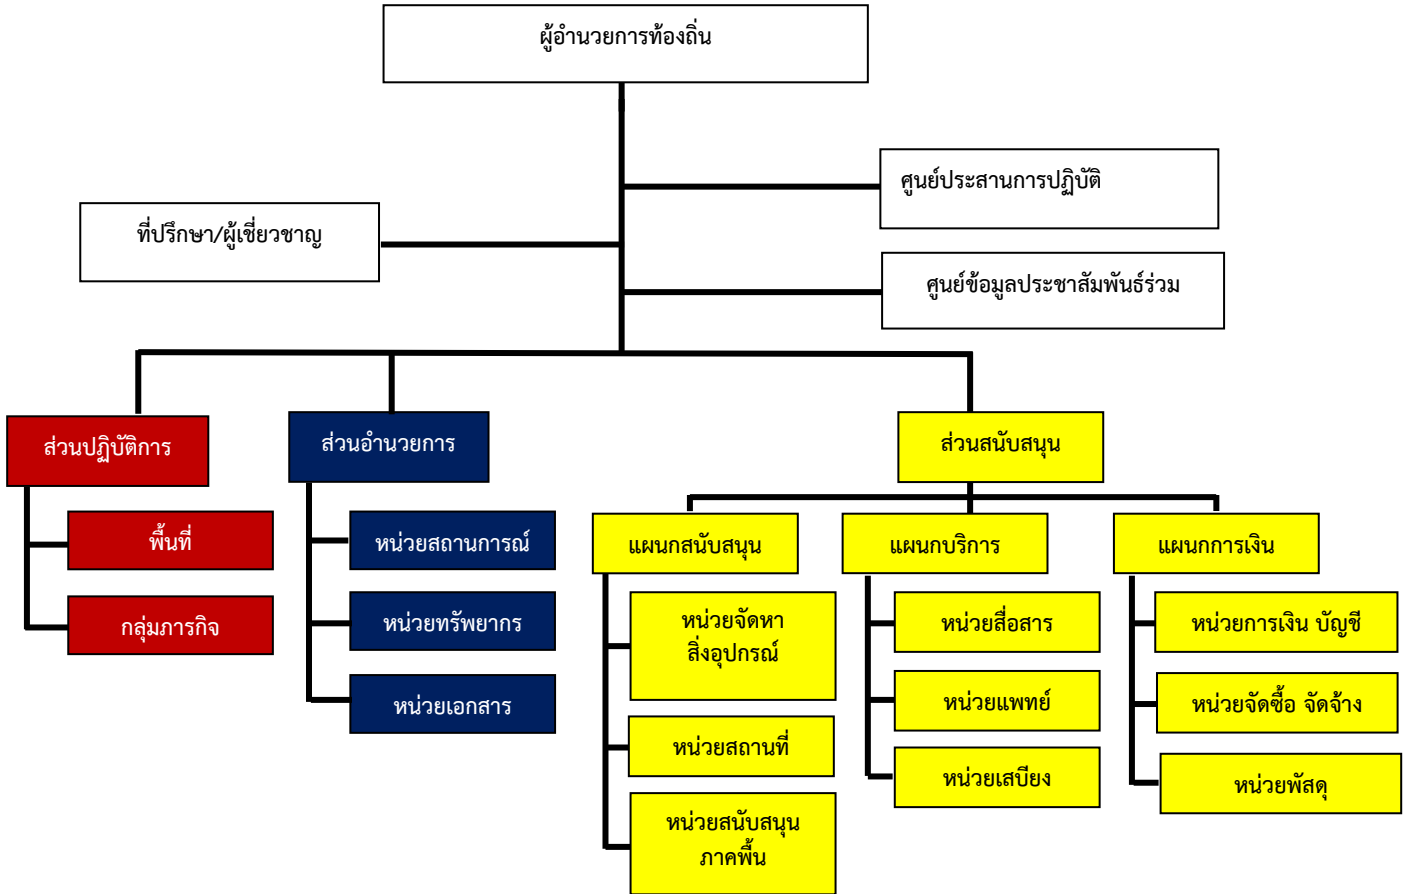 ผู้อำนวยการท้องถิ่น
ศูนย์ประสานการปฏิบัติ
ที่ปรึกษา/ผู้เชี่ยวชาญ
ศูนย์ข้อมูลประชาสัมพันธ์ร่วม
ส่วนปฏิบัติการ
พื้นที่
กลุ่มภารกิจ
ส่วนอำนวยการ
หน่วยสถานการณ์
หน่วยทรัพยากร
หน่วยเอกสาร
ส่วนสนับสนุน
แผนกสนับสนุน
หน่วยจัดหา
สิ่งอุปกรณ์
หน่วยสถานที่
หน่วยสนับสนุน
ภาคพื้น
แผนกบริการ
หน่วยสื่อสาร
หน่วยแพทย์
หน่วยเสบียง
แผนกการเงิน
หน่วยการเงิน บัญชี
หน่วยจัดซื้อ จัดจ้าง
หน่วยพัสดุ